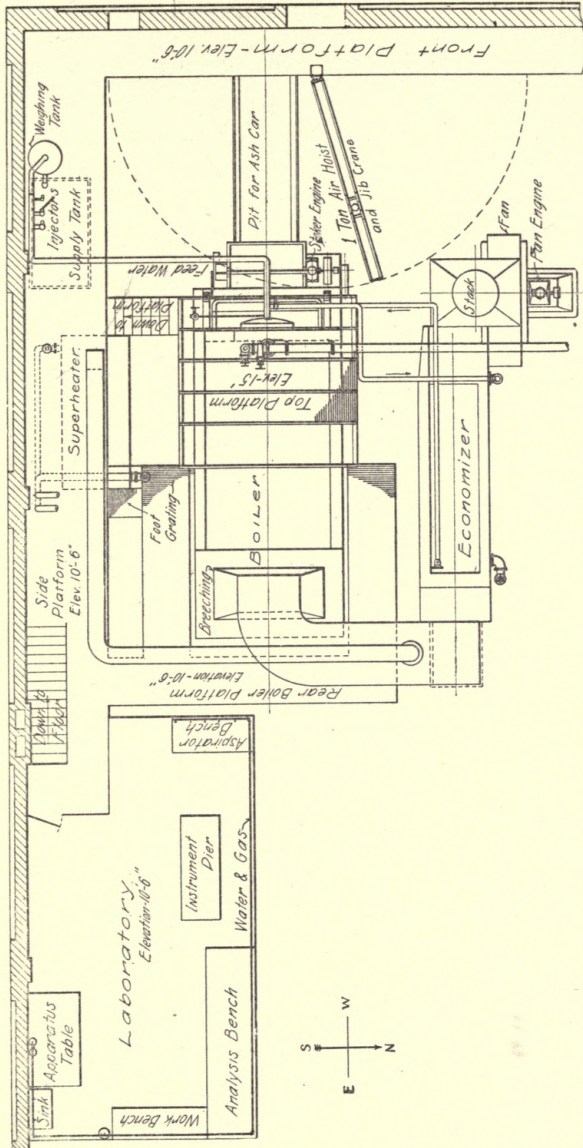 Front Platform-Elev. 10'-6"
Weighing
Tank
Injectors
Supply Tank
Pit for Ash Car
1 Ton Air Hoist
and Jib Crane
Stoker Engine
Feed Water
Fan
Fan Engine
Stack
Down to
Platform
Elev.-15'
Top Platform
Superheater.
Foot
Grating
BOILER
Breeching
Economizer
Side
Platform
Elev. 10'-6"
Rear Boiler Platform
Elevation-10'-6"
Down to
Floor
Aspirator
Bench
Instrument
Pier
Water & Gas
Laboratory
Elevation-10'-6"
Apparatus
Table
Sink
Work Bench
Analysis Bench
S
E
W
N